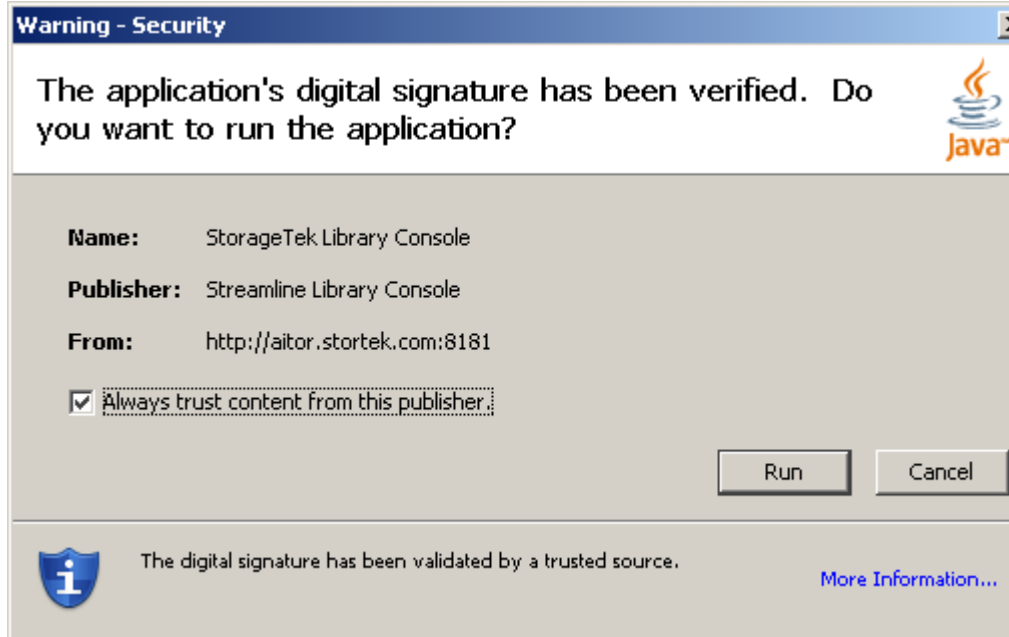 Warning - Security
The application's digital signature has been verified. Do
you want to run the application?
Java™
Name: StorageTek Library Console
Publisher: Streamline Library Console
From: http://aitor.stortek.com:8181
Always trust content from this publisher.
Run Cancel
The digital signature has been validated by a trusted source.
More Information...